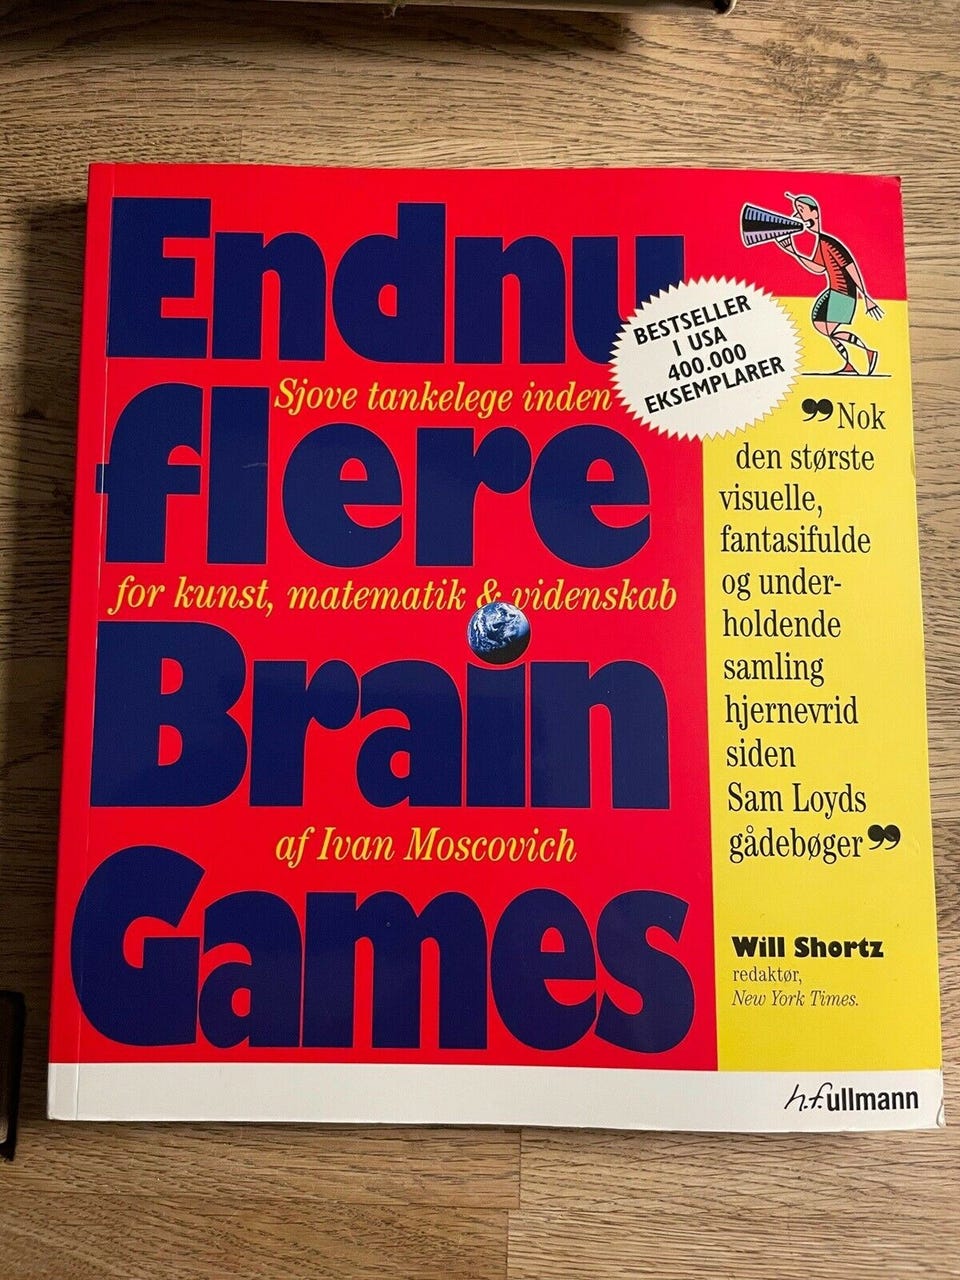 Endnu
BESTSELLER
I USA
400.000
EKSEMPLARER
Sjove tankelege inden
flere
for kunst, matematik & videnskab
Brain
af Ivan Moscovich
Games
❞Nok
den største
visuelle,
fantasifulde
og under-
holdende
samling
hjernevrid
siden
Sam Loyds
gådebøger❞
Will Shortz
redaktør,
New York Times.
h.f.ullmann